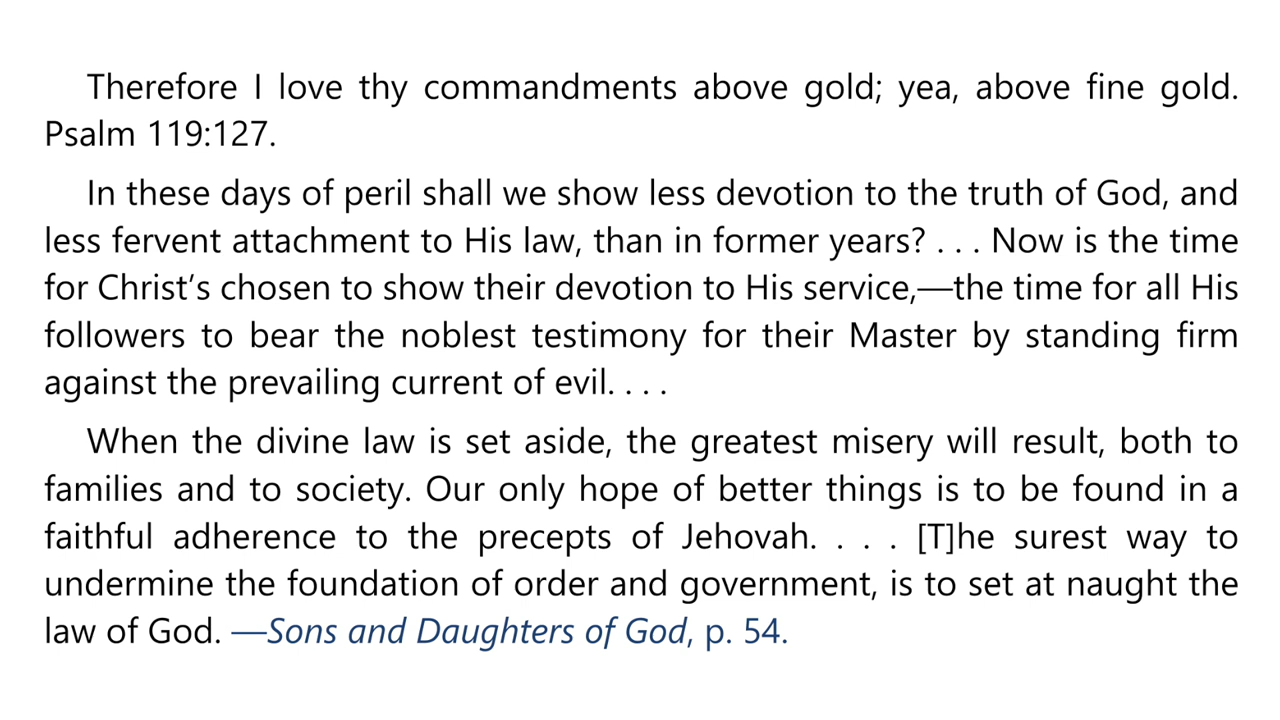 Therefore I love thy commandments above gold; yea, above fine gold.
Psalm 119:127.
In these days of peril shall we show less devotion to the truth of God, and
less fervent attachment to His law, than in former years? . . . Now is the time
for Christ’s chosen to show their devotion to His service,—the time for all His
followers to bear the noblest testimony for their Master by standing firm
against the prevailing current of evil. . . .
When the divine law is set aside, the greatest misery will result, both to
families and to society. Our only hope of better things is to be found in a
faithful adherence to the precepts of Jehovah. . . . [T]he surest way to
undermine the foundation of order and government, is to set at naught the
law of God. —Sons and Daughters of God, p. 54.